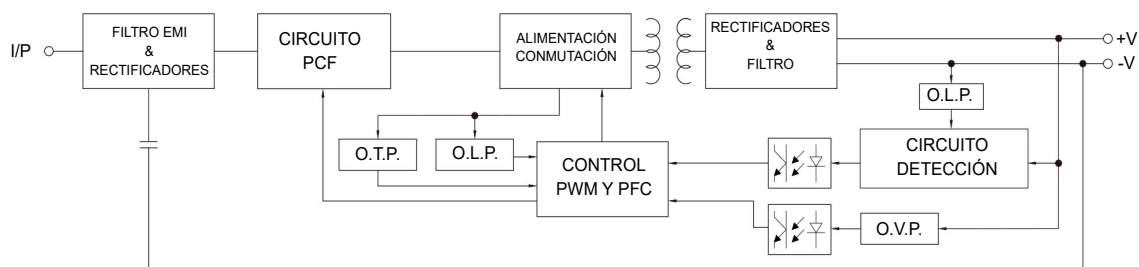 I/P
FILTRO EMI
&
RECTIFICADORES
CIRCUITO
PCF
ALIMENTACIÓN
CONMUTACIÓN
RECTIFICADORES
&
FILTRO
+V
-V
O.L.P.
O.T.P.
O.L.P.
CONTROL
PWM Y PFC
CIRCUITO
DETECCIÓN
O.V.P.